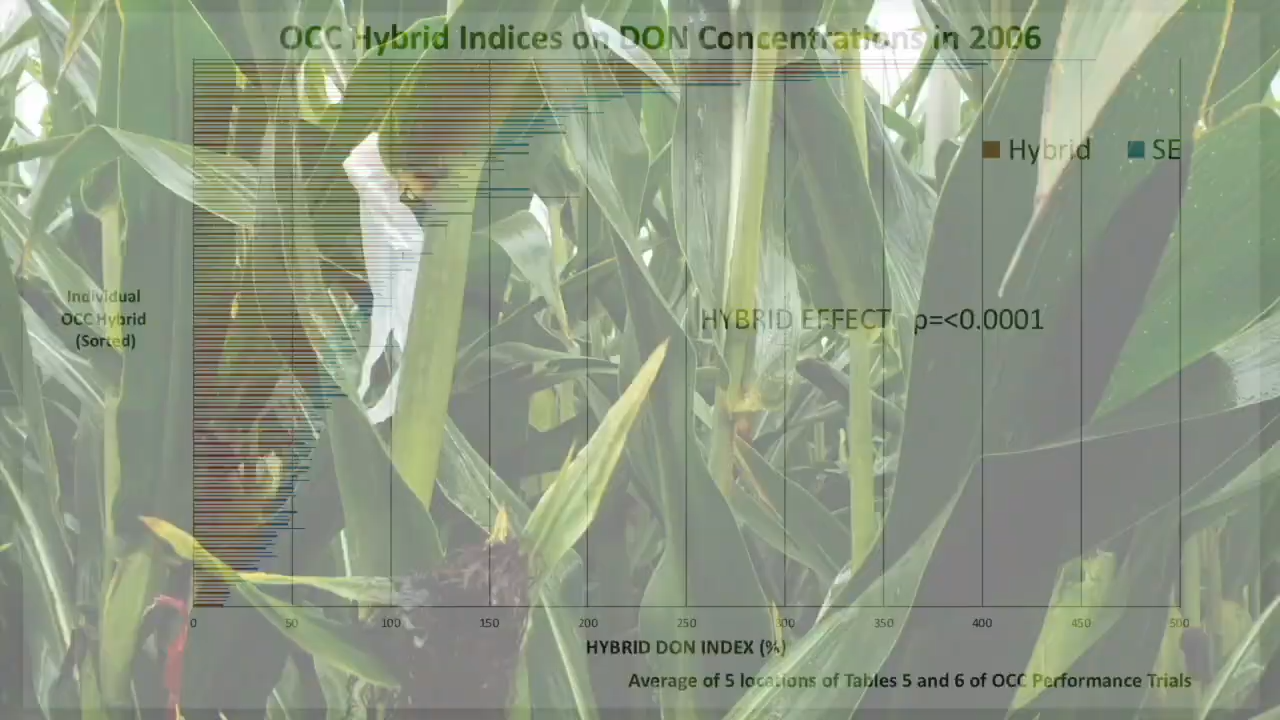 OCC Hybrid Indices on DON Concentrations in 2006
Hybrid SE
Individual
OCC Hybrid
(Sorted)
HYBRID EFFECT p=<0.0001
0 50 100 150 200 250 300 350 400 450 500
HYBRID DON INDEX (%)
Average of 5 locations of Tables 5 and 6 of OCC Performance Trials